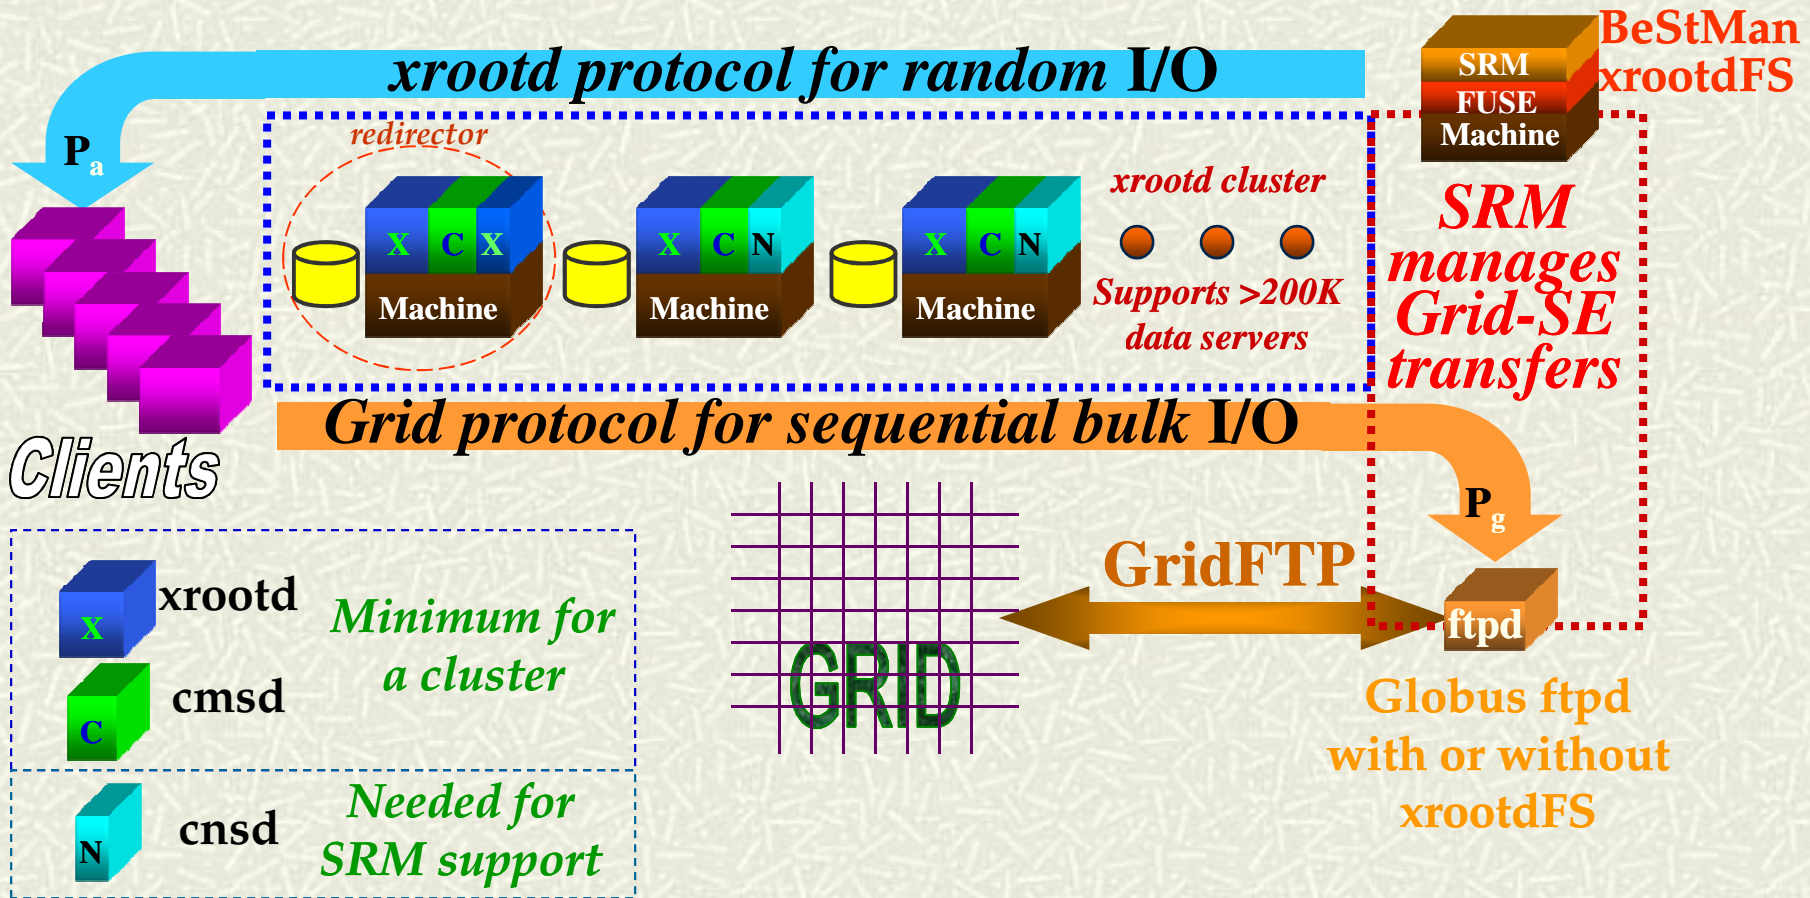 xrootd protocol for random I/O
BeStMan
xrootdFS
SRM
FUSE
Machine
Pa
redirector
X C X
Machine
X C N
Machine
X C N
Machine
xrootd cluster
Supports >200K
data servers
SRM
manages
Grid-SE
transfers
Clients
Grid protocol for sequential bulk I/O
Pg
GridFTP
ftpd
GRID
Globus ftpd
with or without
xrootdFS
X
xrootd
C
cmsd
Minimum for
a cluster
N
cnsd
Needed for
SRM support